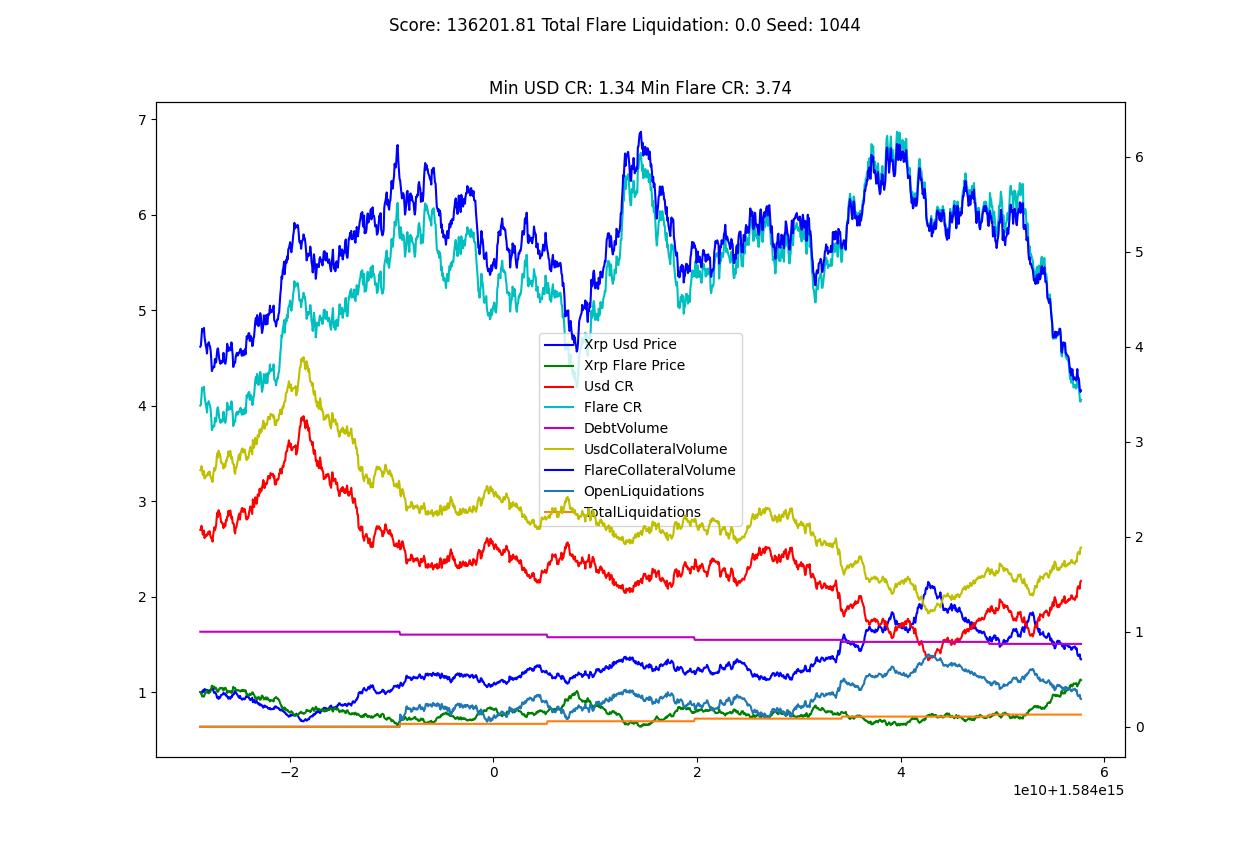 Score: 136201.81 Total Flare Liquidation: 0.0 Seed: 1044
Min USD CR: 1.34 Min Flare CR: 3.74
7
6
5
4
3
2
1
6
5
4
3
2
1
0
Xrp Usd Price
Xrp Flare Price
Usd CR
Flare CR
DebtVolume
UsdCollateralVolume
FlareCollateralVolume
OpenLiquidations
TotalLiquidations
−2 0 2 4 6
1e10+1.584e15